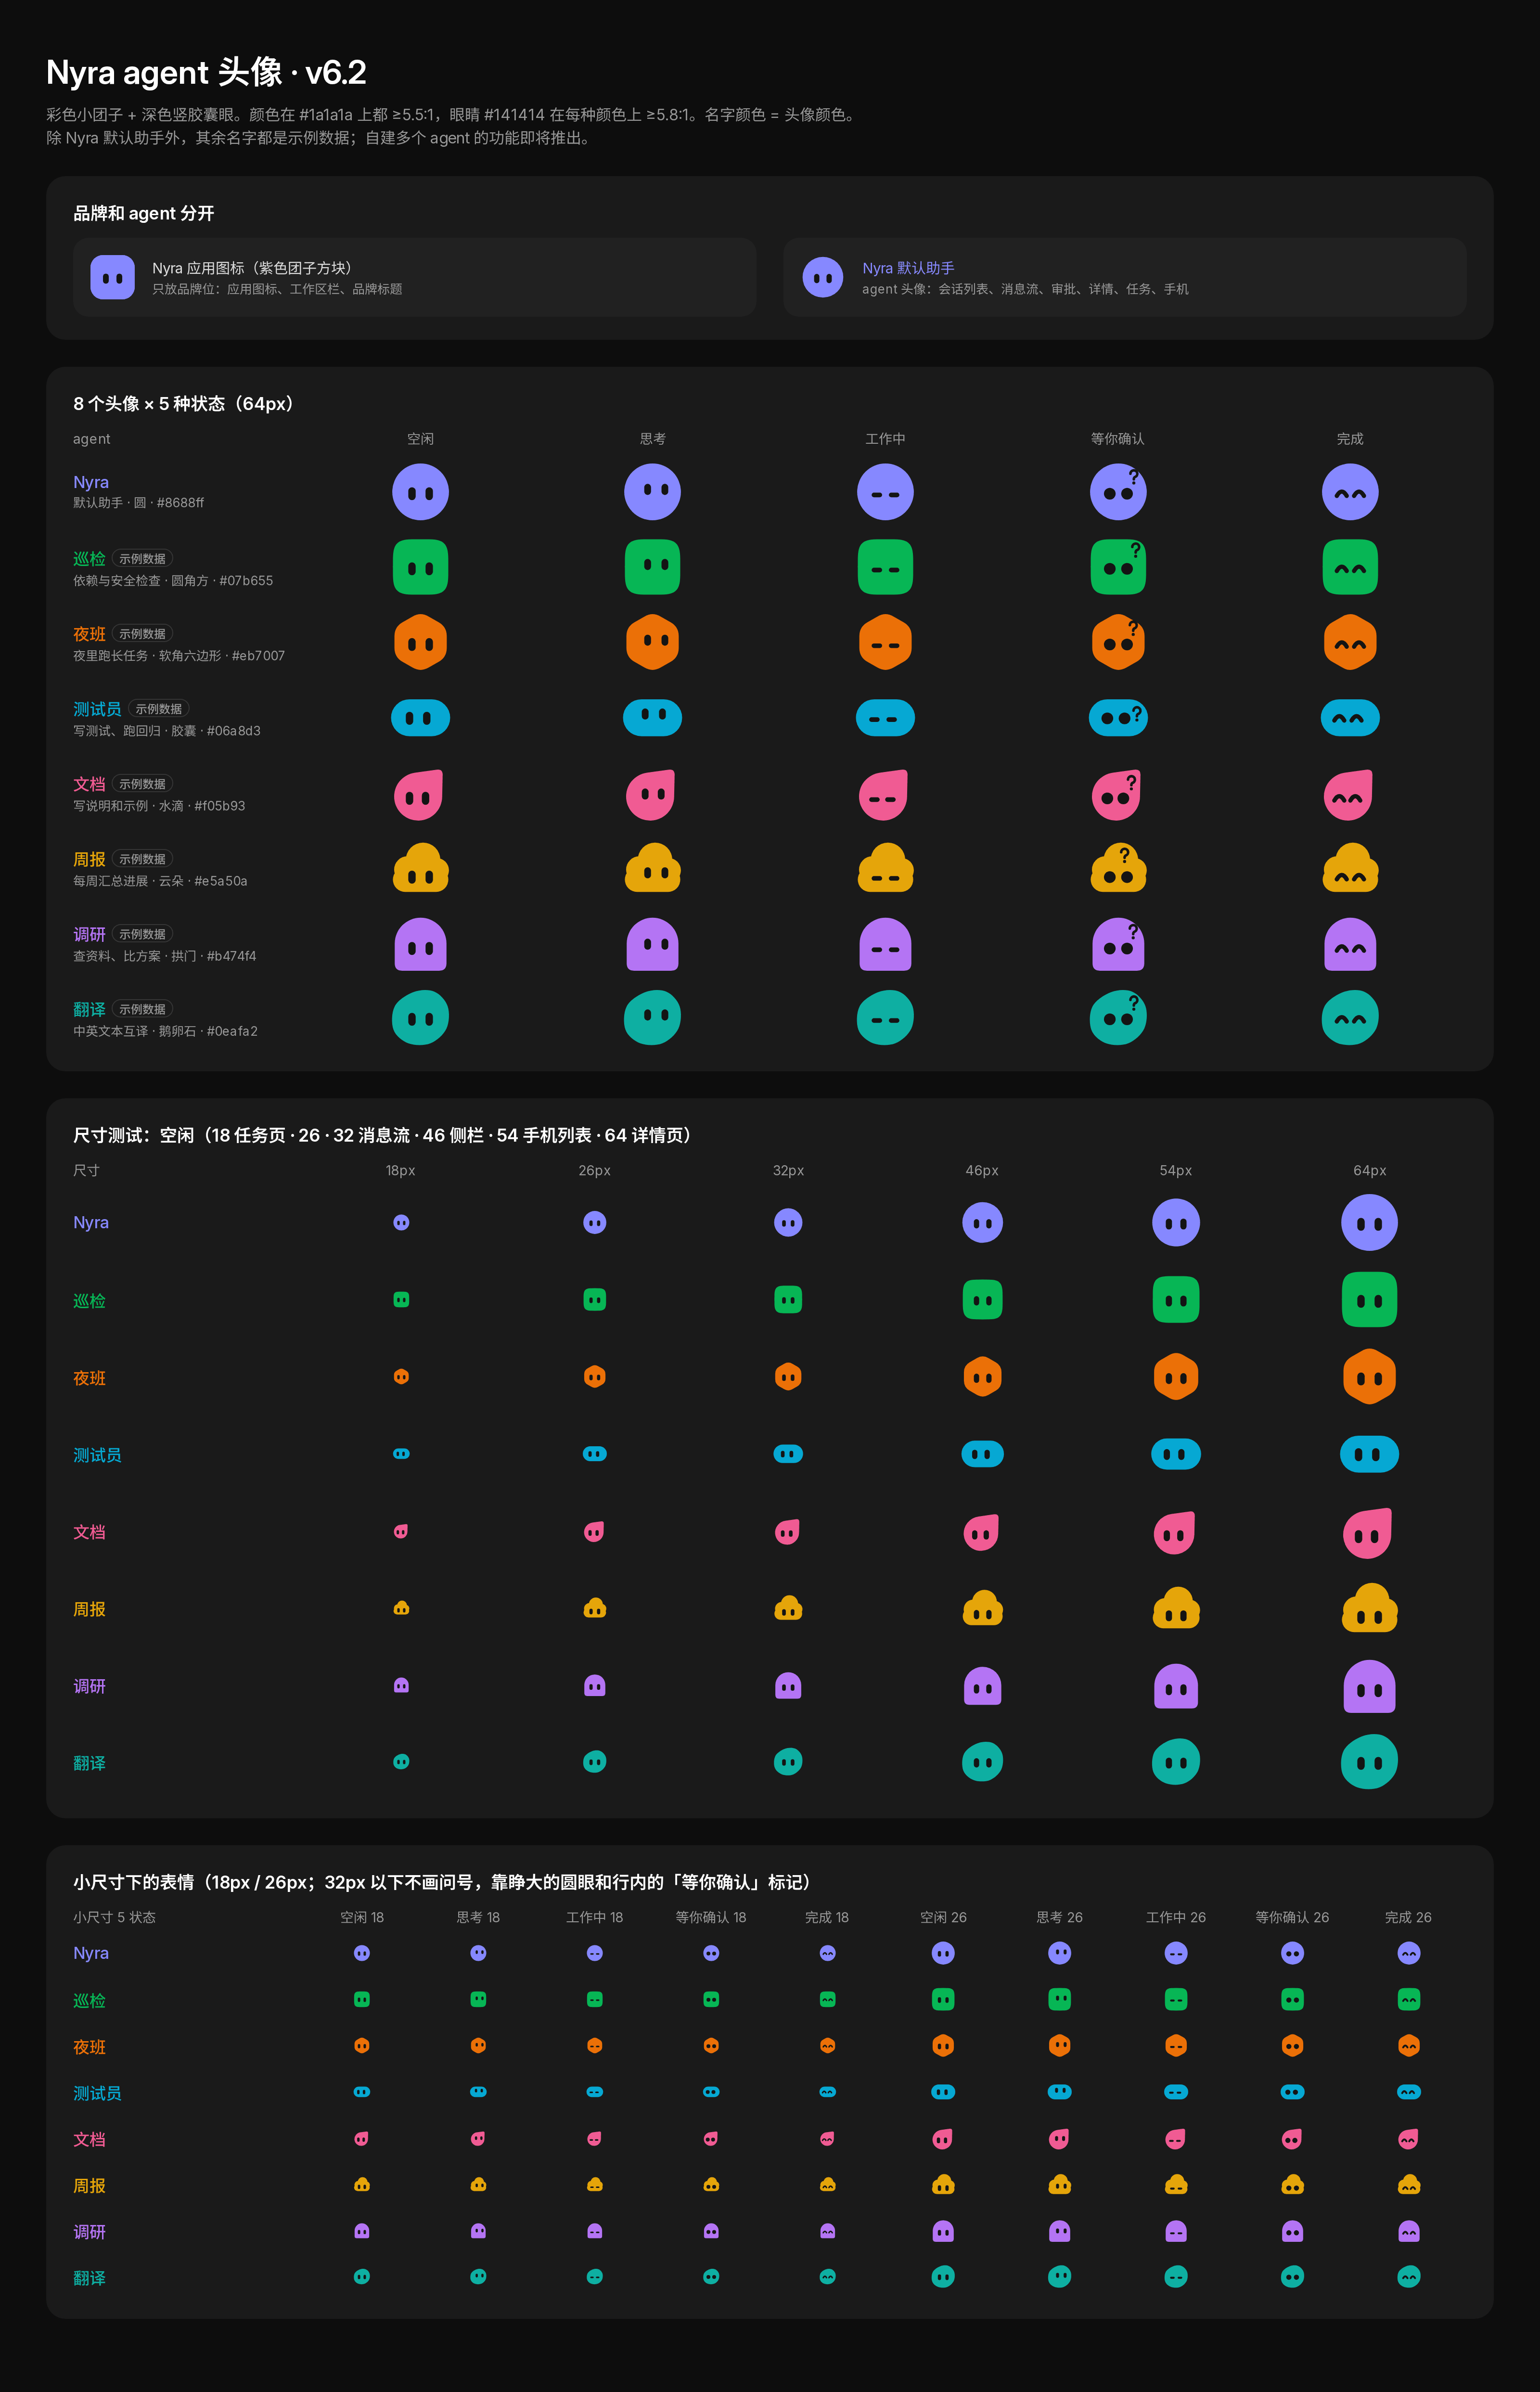 Nyra agent 头像 · v6.2
彩色小团子 + 深色竖胶囊眼。颜色在 #1a1a1a 上都 ≥5.5:1，眼睛 #141414 在每种颜色上 ≥5.8:1。名字颜色 = 头像颜色。
除 Nyra 默认助手外，其余名字都是示例数据；自建多个 agent 的功能即将推出。
品牌和 agent 分开
Nyra 应用图标（紫色团子方块）
只放品牌位：应用图标、工作区栏、品牌标题
Nyra 默认助手
agent 头像：会话列表、消息流、审批、详情、任务、手机
8 个头像 × 5 种状态（64px）
agent 空闲 思考 工作中 等你确认 完成
Nyra
默认助手 · 圆 · #8688ff
?
巡检 示例数据
依赖与安全检查 · 圆角方 · #07b655
?
夜班 示例数据
夜里跑长任务 · 软角六边形 · #eb7007
?
测试员 示例数据
写测试、跑回归 · 胶囊 · #06a8d3
?
文档 示例数据
写说明和示例 · 水滴 · #f05b93
?
周报 示例数据
每周汇总进展 · 云朵 · #e5a50a
?
调研 示例数据
查资料、比方案 · 拱门 · #b474f4
?
翻译 示例数据
中英文本互译 · 鹅卵石 · #0eafa2
?
尺寸测试：空闲（18 任务页 · 26 · 32 消息流 · 46 侧栏 · 54 手机列表 · 64 详情页）
尺寸 18px 26px 32px 46px 54px 64px
Nyra
巡检
夜班
测试员
文档
周报
调研
翻译
小尺寸下的表情（18px / 26px；32px 以下不画问号，靠睁大的圆眼和行内的「等你确认」标记）
小尺寸 5 状态 空闲 18 思考 18 工作中 18 等你确认 18 完成 18 空闲 26 思考 26 工作中 26 等你确认 26 完成 26
Nyra
巡检
夜班
测试员
文档
周报
调研
翻译